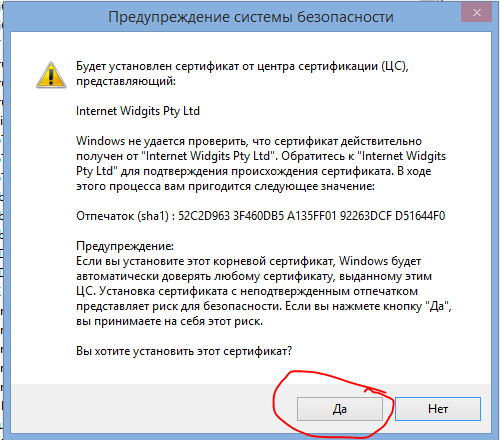 Предупреждение системы безопасности
Будет установлен сертификат от центра сертификации (ЦС),
представляющий:
Internet Widgits Pty Ltd
Windows не удается проверить, что сертификат действительно
получен от "Internet Widgits Pty Ltd". Обратитесь к "Internet Widgits
Pty Ltd" для подтверждения происхождения сертификата. В ходе
этого процесса вам пригодится следующее значение:
Отпечаток (sha1) : 52C2D963 3F460DB5 A135FF01 92263DCF D51644F0
Предупреждение:
Если вы установите этот корневой сертификат, Windows будет
автоматически доверять любому сертификату, выданному этим
ЦС. Установка сертификата с неподтвержденным отпечатком
представляет риск для безопасности. Если вы нажмете кнопку "Да",
вы принимаете на себя этот риск.
Вы хотите установить этот сертификат?
Да
Нет